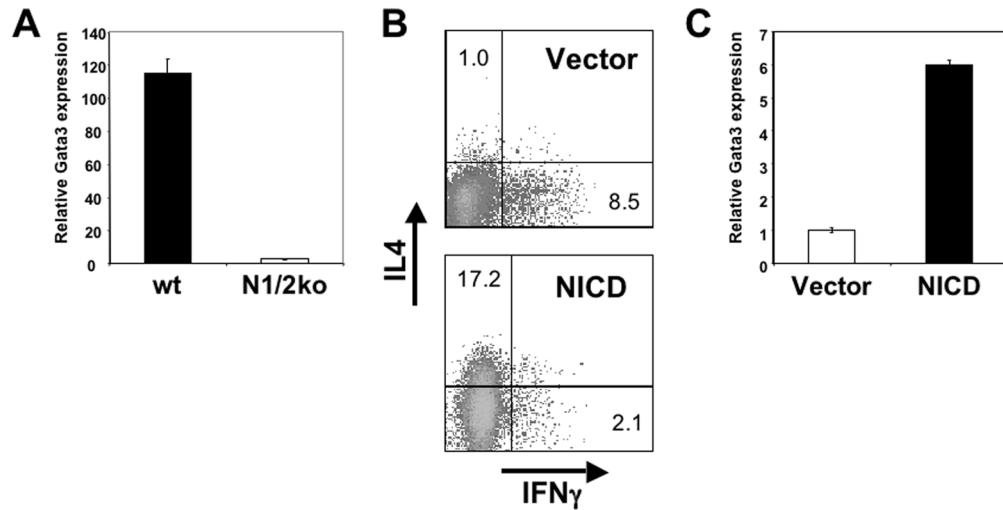 A
Relative Gata3 expression
140
120
100
80
60
40
20
0
wt
N1/2ko
B
1.0
Vector
8.5
17.2
NICD
2.1
IL4
IFNγ
C
Relative Gata3 expression
7
6
5
4
3
2
1
0
Vector
NICD